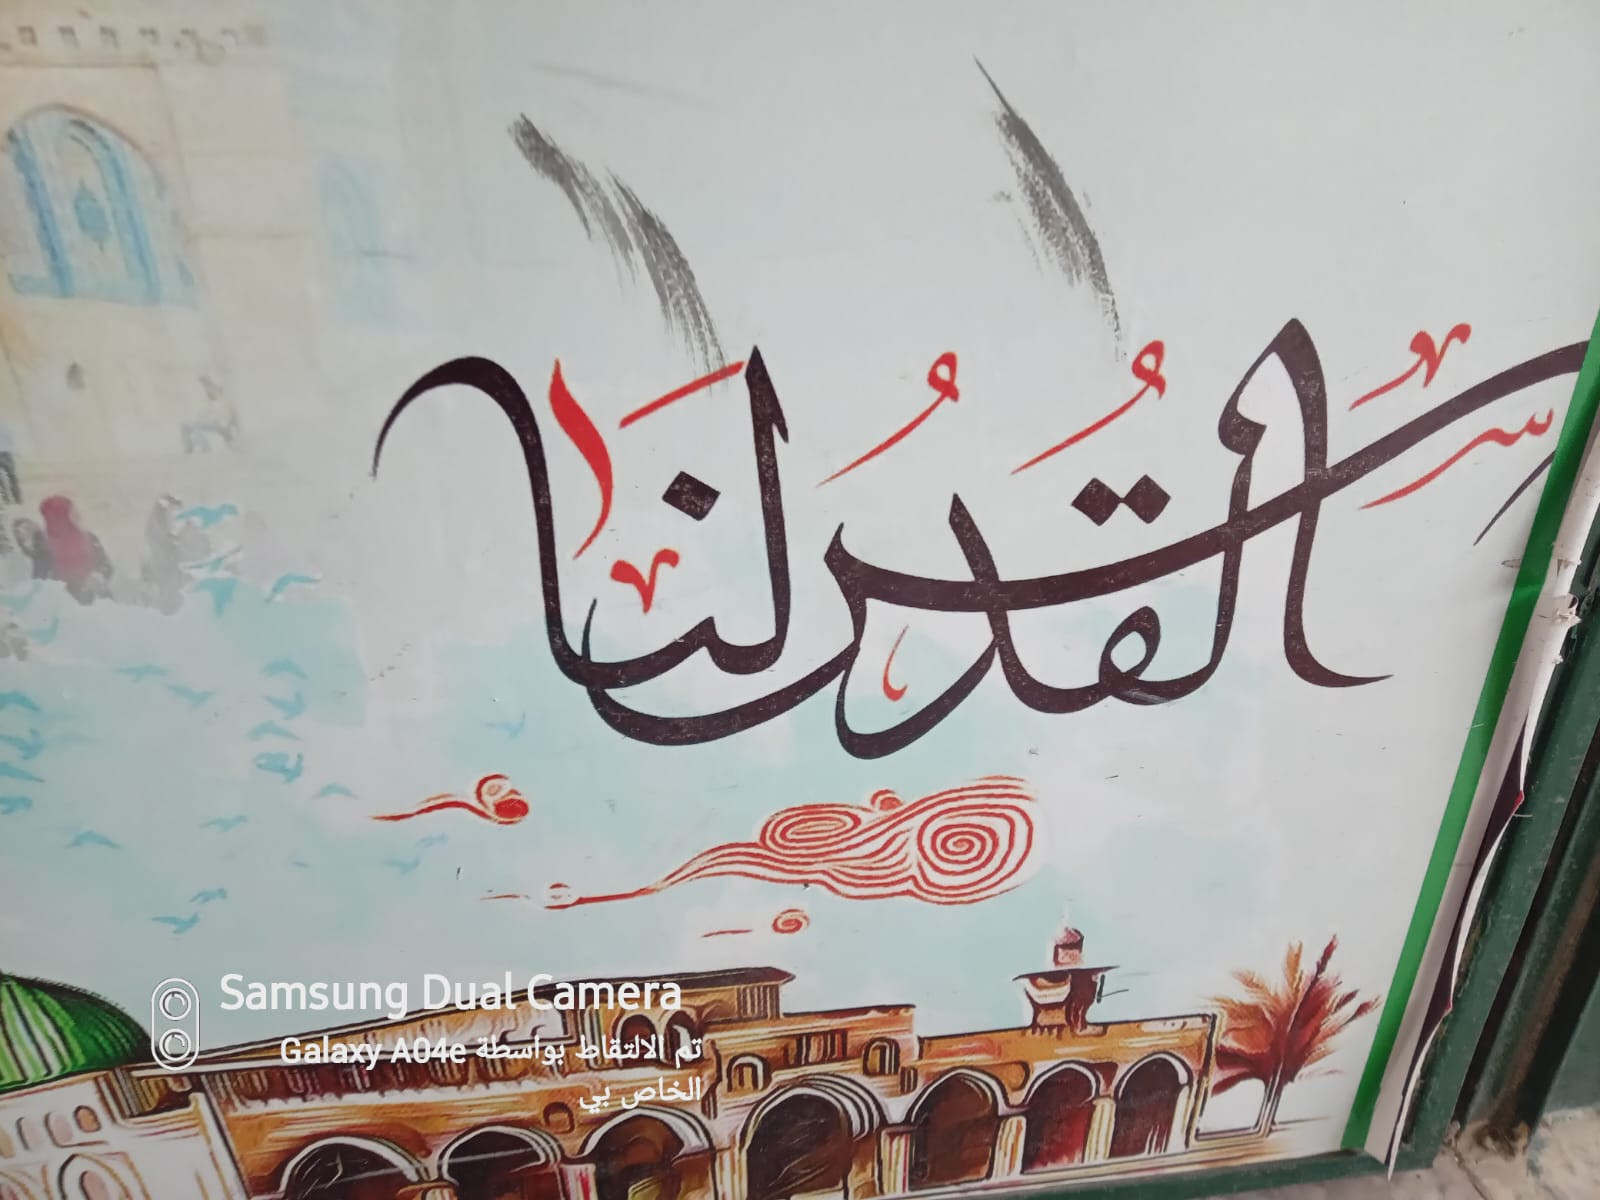 القدس لنا
Samsung Dual Camera
تم الالتقاط بواسطة Galaxy A04e
الخاص بي